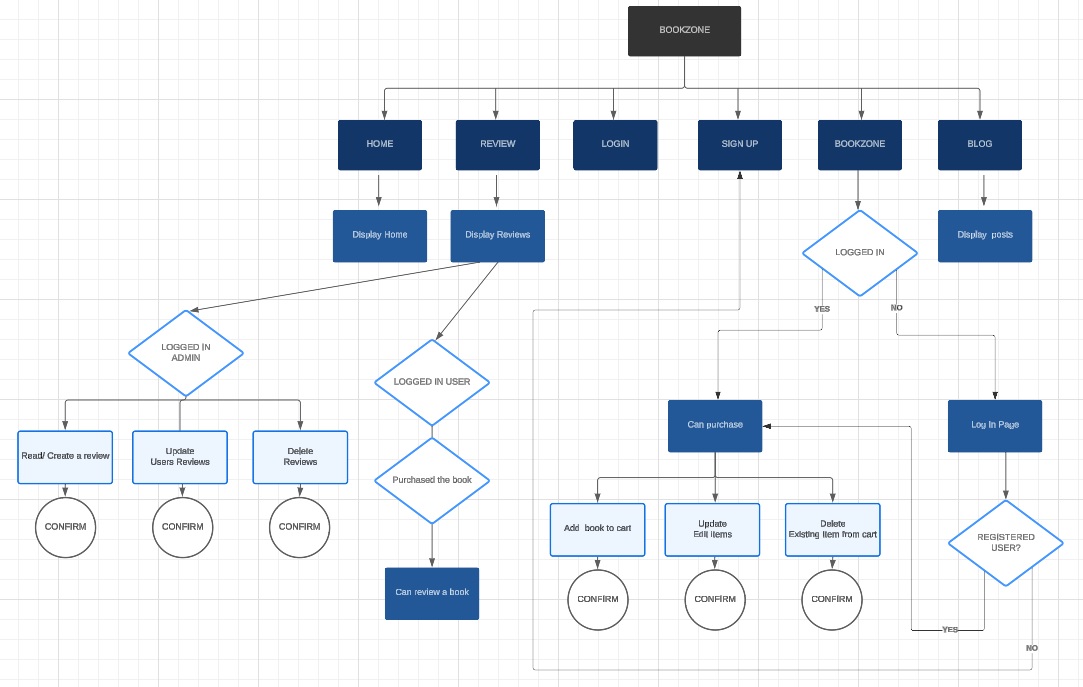 BOOKZONE
HOME
REVIEW
LOGIN
SIGN UP
BOOKZONE
BLOG
Display Home
Display Reviews
LOGGED IN
Display posts
YES
NO
LOGGED IN
ADMIN
LOGGED IN USER
Can purchase
Log In Page
Read/ Create a review
Update
Users Reviews
Delete
Reviews
Purchased the book
CONFIRM
CONFIRM
CONFIRM
Add book to cart
Update
Edit items
Delete
Existing item from cart
REGISTERED
USER?
Can review a book
CONFIRM
CONFIRM
CONFIRM
YES
NO